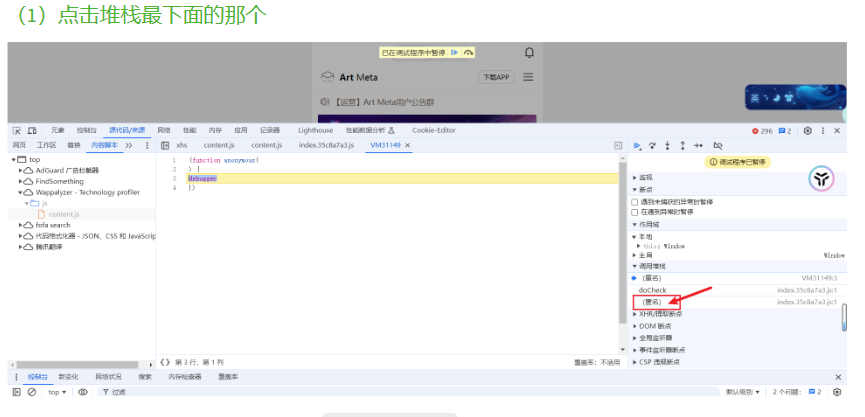 （1）点击堆栈最下面的那个
已在调试程序中暂停
Art Meta
下载APP
【运营】Art Meta用户公告群
英
元素 控制台 源代码/来源 网络 性能 内存 应用 记录器 Lighthouse 性能数据分析 Cookie-Editor 296 2
网页 工作区 替换 内容脚本 xhs content.js content.js index.35c8a7a3.js VM31149 ×
top
AdGuard 广告拦截器
FindSomething
Wappalyzer - Technology profiler
js
content.js
fofa search
代码格式化器 - JSON、CSS 和 JavaScrip
腾讯翻译
1 (function anonymous(
2 ) {
3 debugger
4 })
调试程序已暂停
监视
断点
遇到未捕获的异常时暂停
在遇到异常时暂停
作用域
本地
this: Window
全局 Window
调用堆栈
（匿名） VM31149:3
doCheck index.35c8a7a3.js:1
（匿名） index.35c8a7a3.js:1
XHR/提取断点
DOM 断点
全局监听器
事件监听器断点
CSP 违规断点
{ } 第 3 行，第 1 列 覆盖率：不适用
控制台 新变化 网络状况 搜索 内存检查器 覆盖率 ×
top 过滤 默认级别 2 个问题： 2